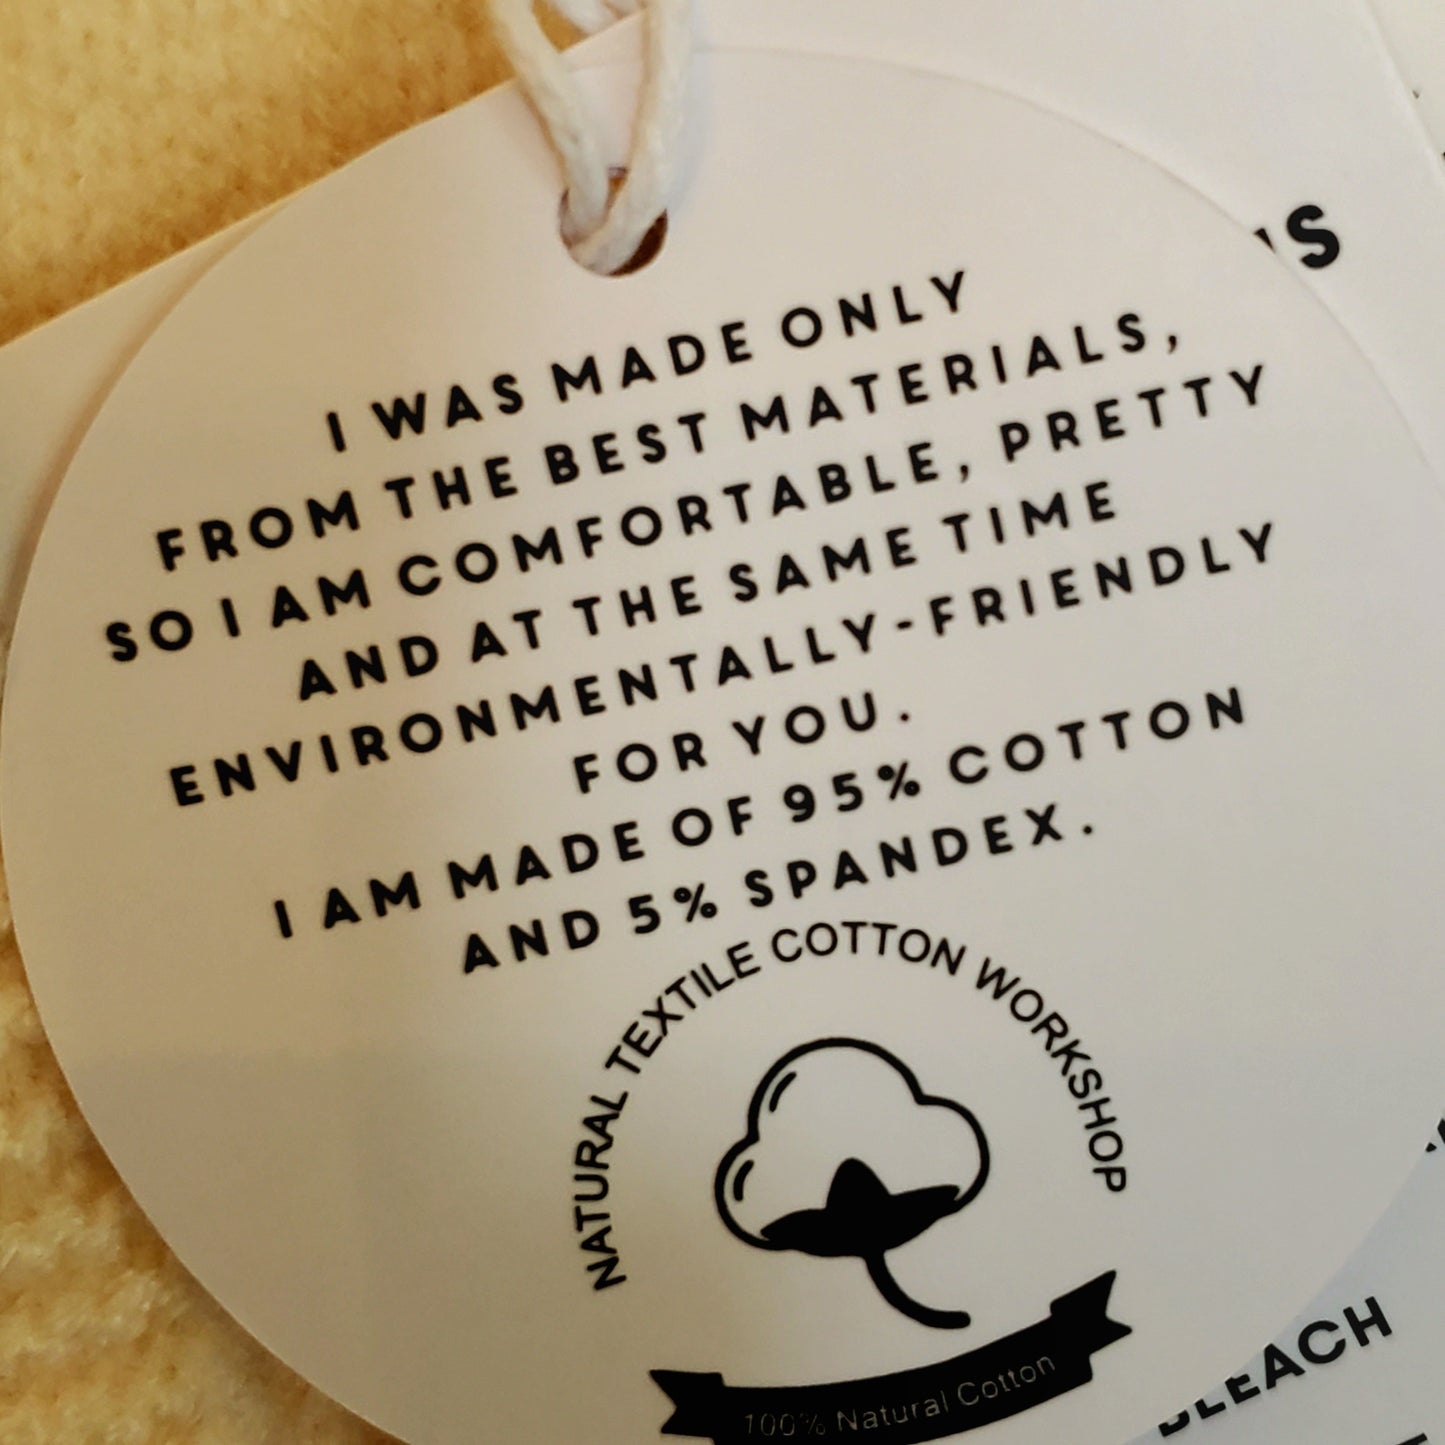 I WAS MADE ONLY
FROM THE BEST MATERIALS,
SO I AM COMFORTABLE, PRETTY
AND AT THE SAME TIME
ENVIRONMENTALLY-FRIENDLY
FOR YOU.
I AM MADE OF 95% COTTON
AND 5% SPANDEX.
NATURAL TEXTILE COTTON WORKSHOP
100% Natural Cotton
BLEACH